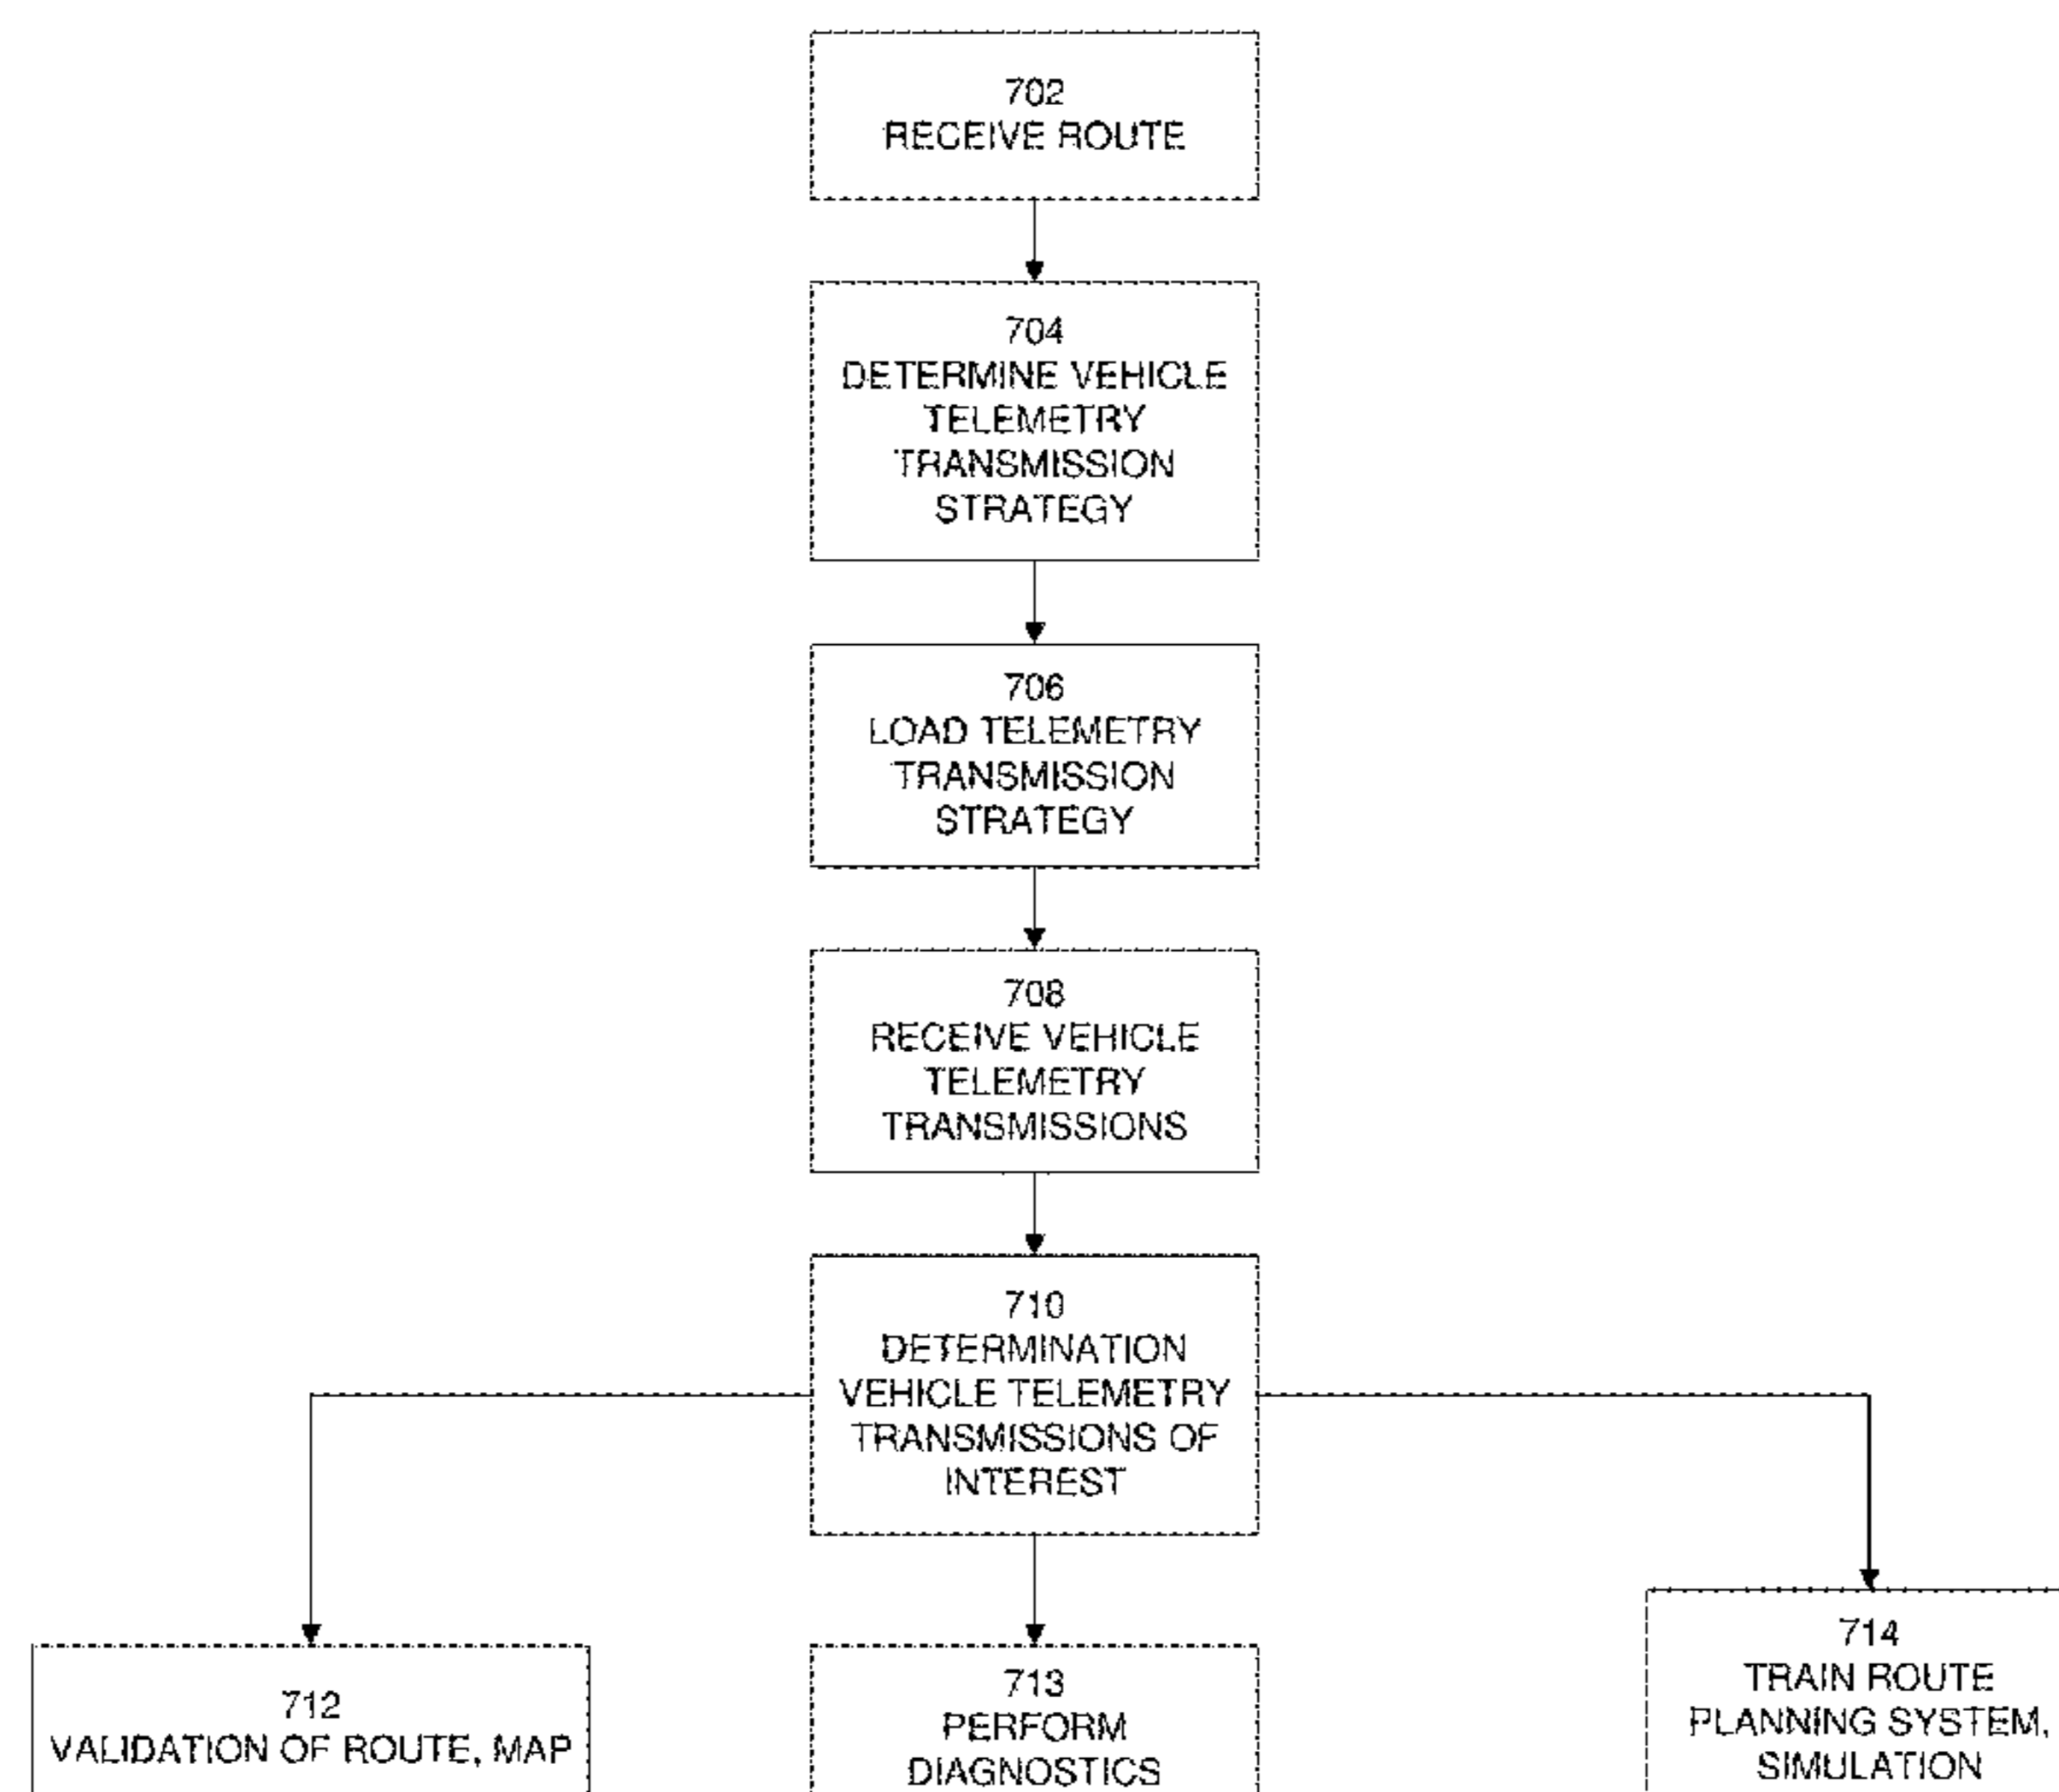 702
RECEIVE ROUTE
704
DETERMINE VEHICLE
TELEMETRY
TRANSMISSION
STRATEGY
706
LOAD TELEMETRY
TRANSMISSION
STRATEGY
708
RECEIVE VEHICLE
TELEMETRY
TRANSMISSIONS
710
DETERMINATION
VEHICLE TELEMETRY
TRANSMISSIONS OF
INTEREST
712
VALIDATION OF ROUTE, MAP
713
PERFORM
DIAGNOSTICS
714
TRAIN ROUTE
PLANNING SYSTEM,
SIMULATION